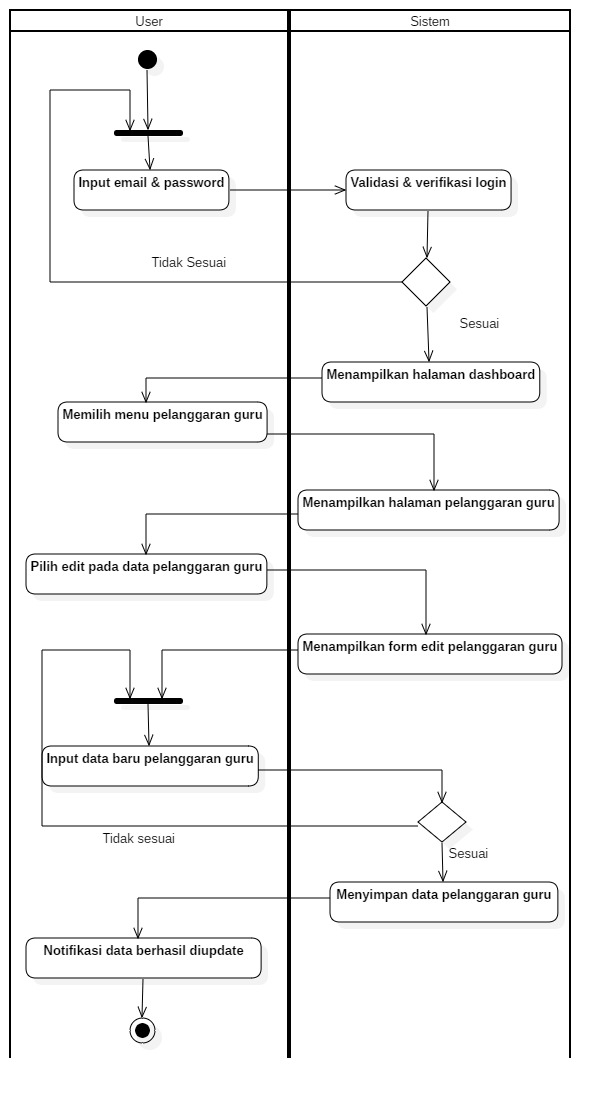 User
Sistem
Input email & password
Validasi & verifikasi login
Tidak Sesuai
Sesuai
Menampilkan halaman dashboard
Memilih menu pelanggaran guru
Menampilkan halaman pelanggaran guru
Pilih edit pada data pelanggaran guru
Menampilkan form edit pelanggaran guru
Input data baru pelanggaran guru
Tidak sesuai
Sesuai
Menyimpan data pelanggaran guru
Notifikasi data berhasil diupdate